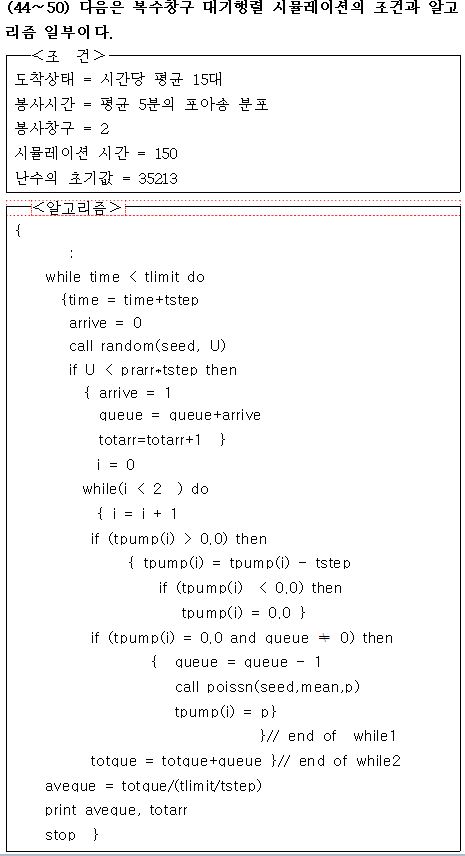 (44~50) 다음은 복수창구 대기행렬 시뮬레이션의 조건과 알고
리즘 일부이다.
<조 건>
도착상태 = 시간당 평균 15대
봉사시간 = 평균 5분의 포아송 분포
봉사창구 = 2
시뮬레이션 시간 = 150
난수의 초기값 = 35213
<알고리즘>
{
:
while time < tlimit do
{time = time+tstep
arrive = 0
call random(seed, U)
if U < prarr*tstep then
{ arrive = 1
queue = queue+arrive
totarr=totarr+1 }
i = 0
while(i < 2 ) do
{ i = i + 1
if (tpump(i) > 0.0) then
{ tpump(i) = tpump(i) - tstep
if (tpump(i) < 0.0) then
tpump(i) = 0.0 }
if (tpump(i) = 0.0 and queue ≠ 0) then
{ queue = queue - 1
call poissn(seed,mean,p)
tpump(i) = p}
}// end of while1
totque = totque+queue }// end of while2
aveque = totque/(tlimit/tstep)
print aveque, totarr
stop }